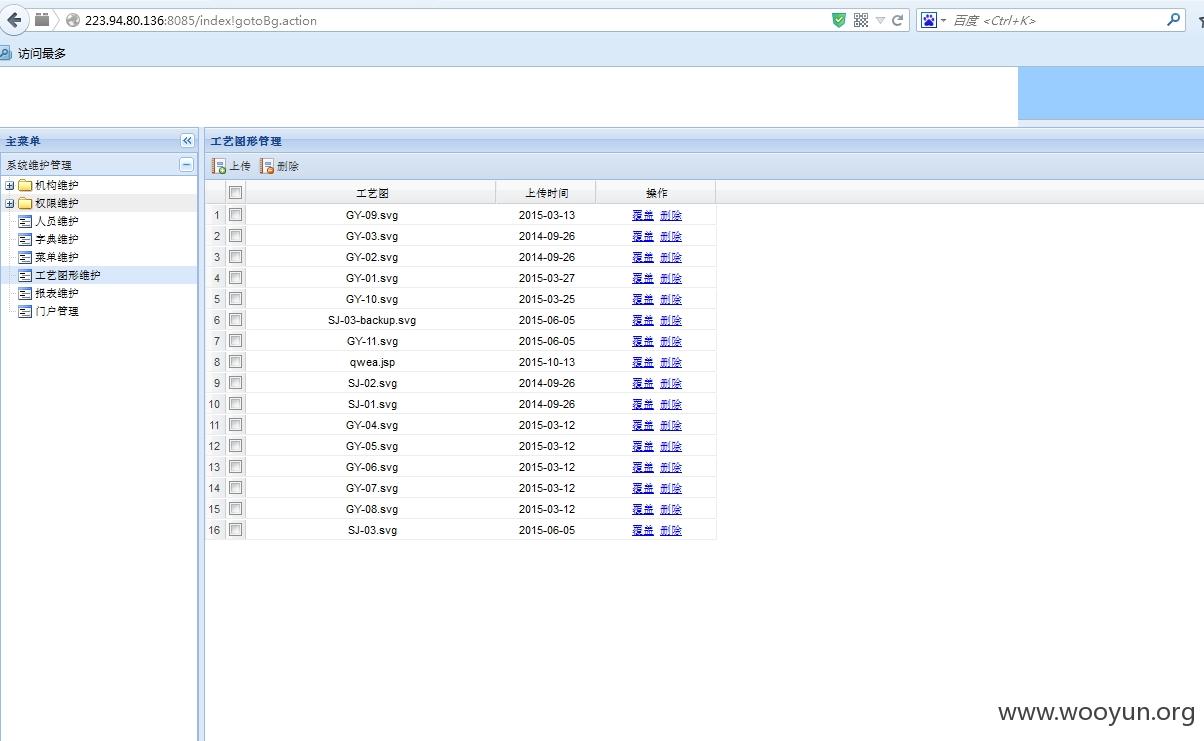 223.94.80.136:8085/index!gotoBg.action
百度 <Ctrl+K>
访问最多
主菜单
工艺图形管理
系统维护管理
上传 删除
机构维护
权限维护
人员维护
字典维护
菜单维护
工艺图形维护
报表维护
门户管理
工艺图 上传时间 操作
1 GY-09.svg 2015-03-13 覆盖 删除
2 GY-03.svg 2014-09-26 覆盖 删除
3 GY-02.svg 2014-09-26 覆盖 删除
4 GY-01.svg 2015-03-27 覆盖 删除
5 GY-10.svg 2015-03-25 覆盖 删除
6 SJ-03-backup.svg 2015-06-05 覆盖 删除
7 GY-11.svg 2015-06-05 覆盖 删除
8 qwea.jsp 2015-10-13 覆盖 删除
9 SJ-02.svg 2014-09-26 覆盖 删除
10 SJ-01.svg 2014-09-26 覆盖 删除
11 GY-04.svg 2015-03-12 覆盖 删除
12 GY-05.svg 2015-03-12 覆盖 删除
13 GY-06.svg 2015-03-12 覆盖 删除
14 GY-07.svg 2015-03-12 覆盖 删除
15 GY-08.svg 2015-03-12 覆盖 删除
16 SJ-03.svg 2015-06-05 覆盖 删除
www.wooyun.org